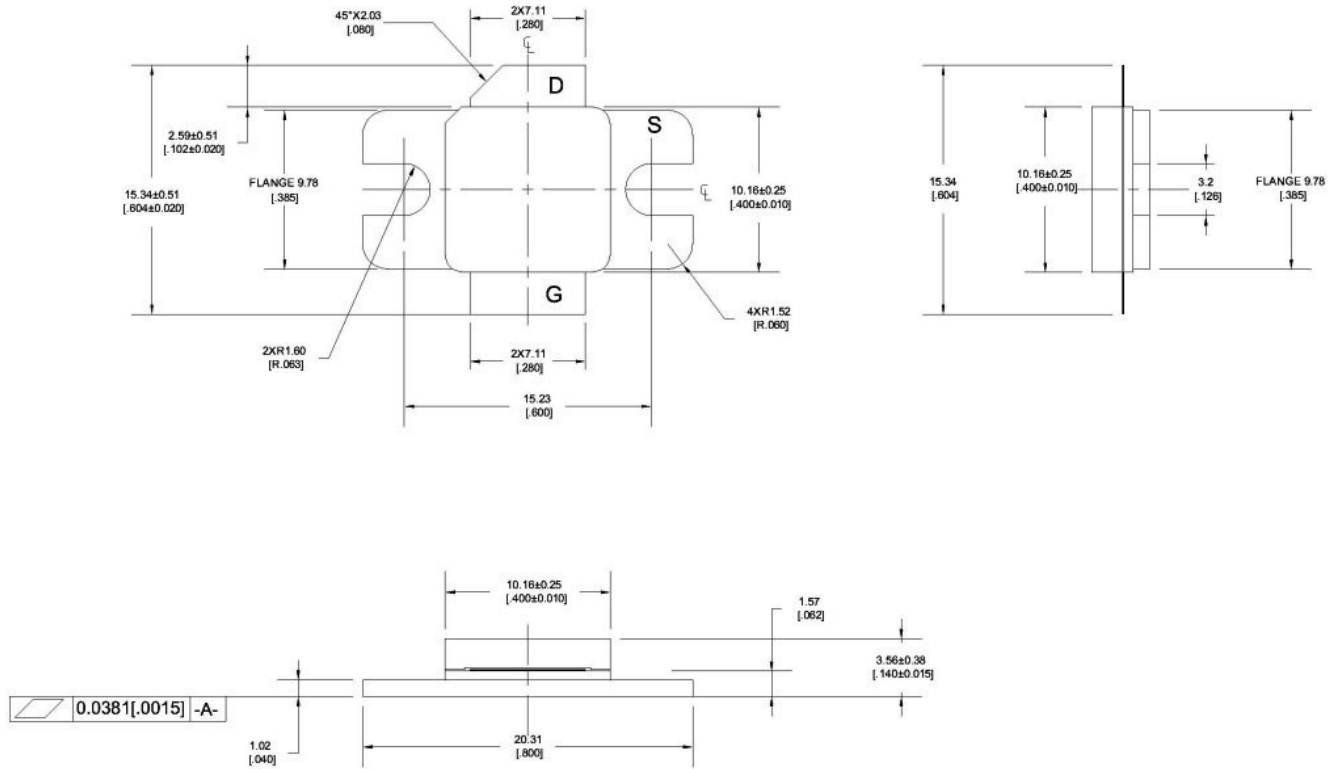 45°X2.03
[.080]
2X7.11
[.280]
℄
D
S
2.59±0.51
[.102±0.020]
15.34±0.51
[.604±0.020]
FLANGE 9.78
[.385]
℄
10.16±0.25
[.400±0.010]
G
4XR1.52
[R.060]
2XR1.60
[R.063]
2X7.11
[.280]
15.23
[.600]
15.34
[.604]
10.16±0.25
[.400±0.010]
3.2
[.126]
FLANGE 9.78
[.385]
10.16±0.25
[.400±0.010]
1.57
[.062]
3.56±0.38
[.140±0.015]
0.0381[.0015] -A-
1.02
[.040]
20.31
[.800]